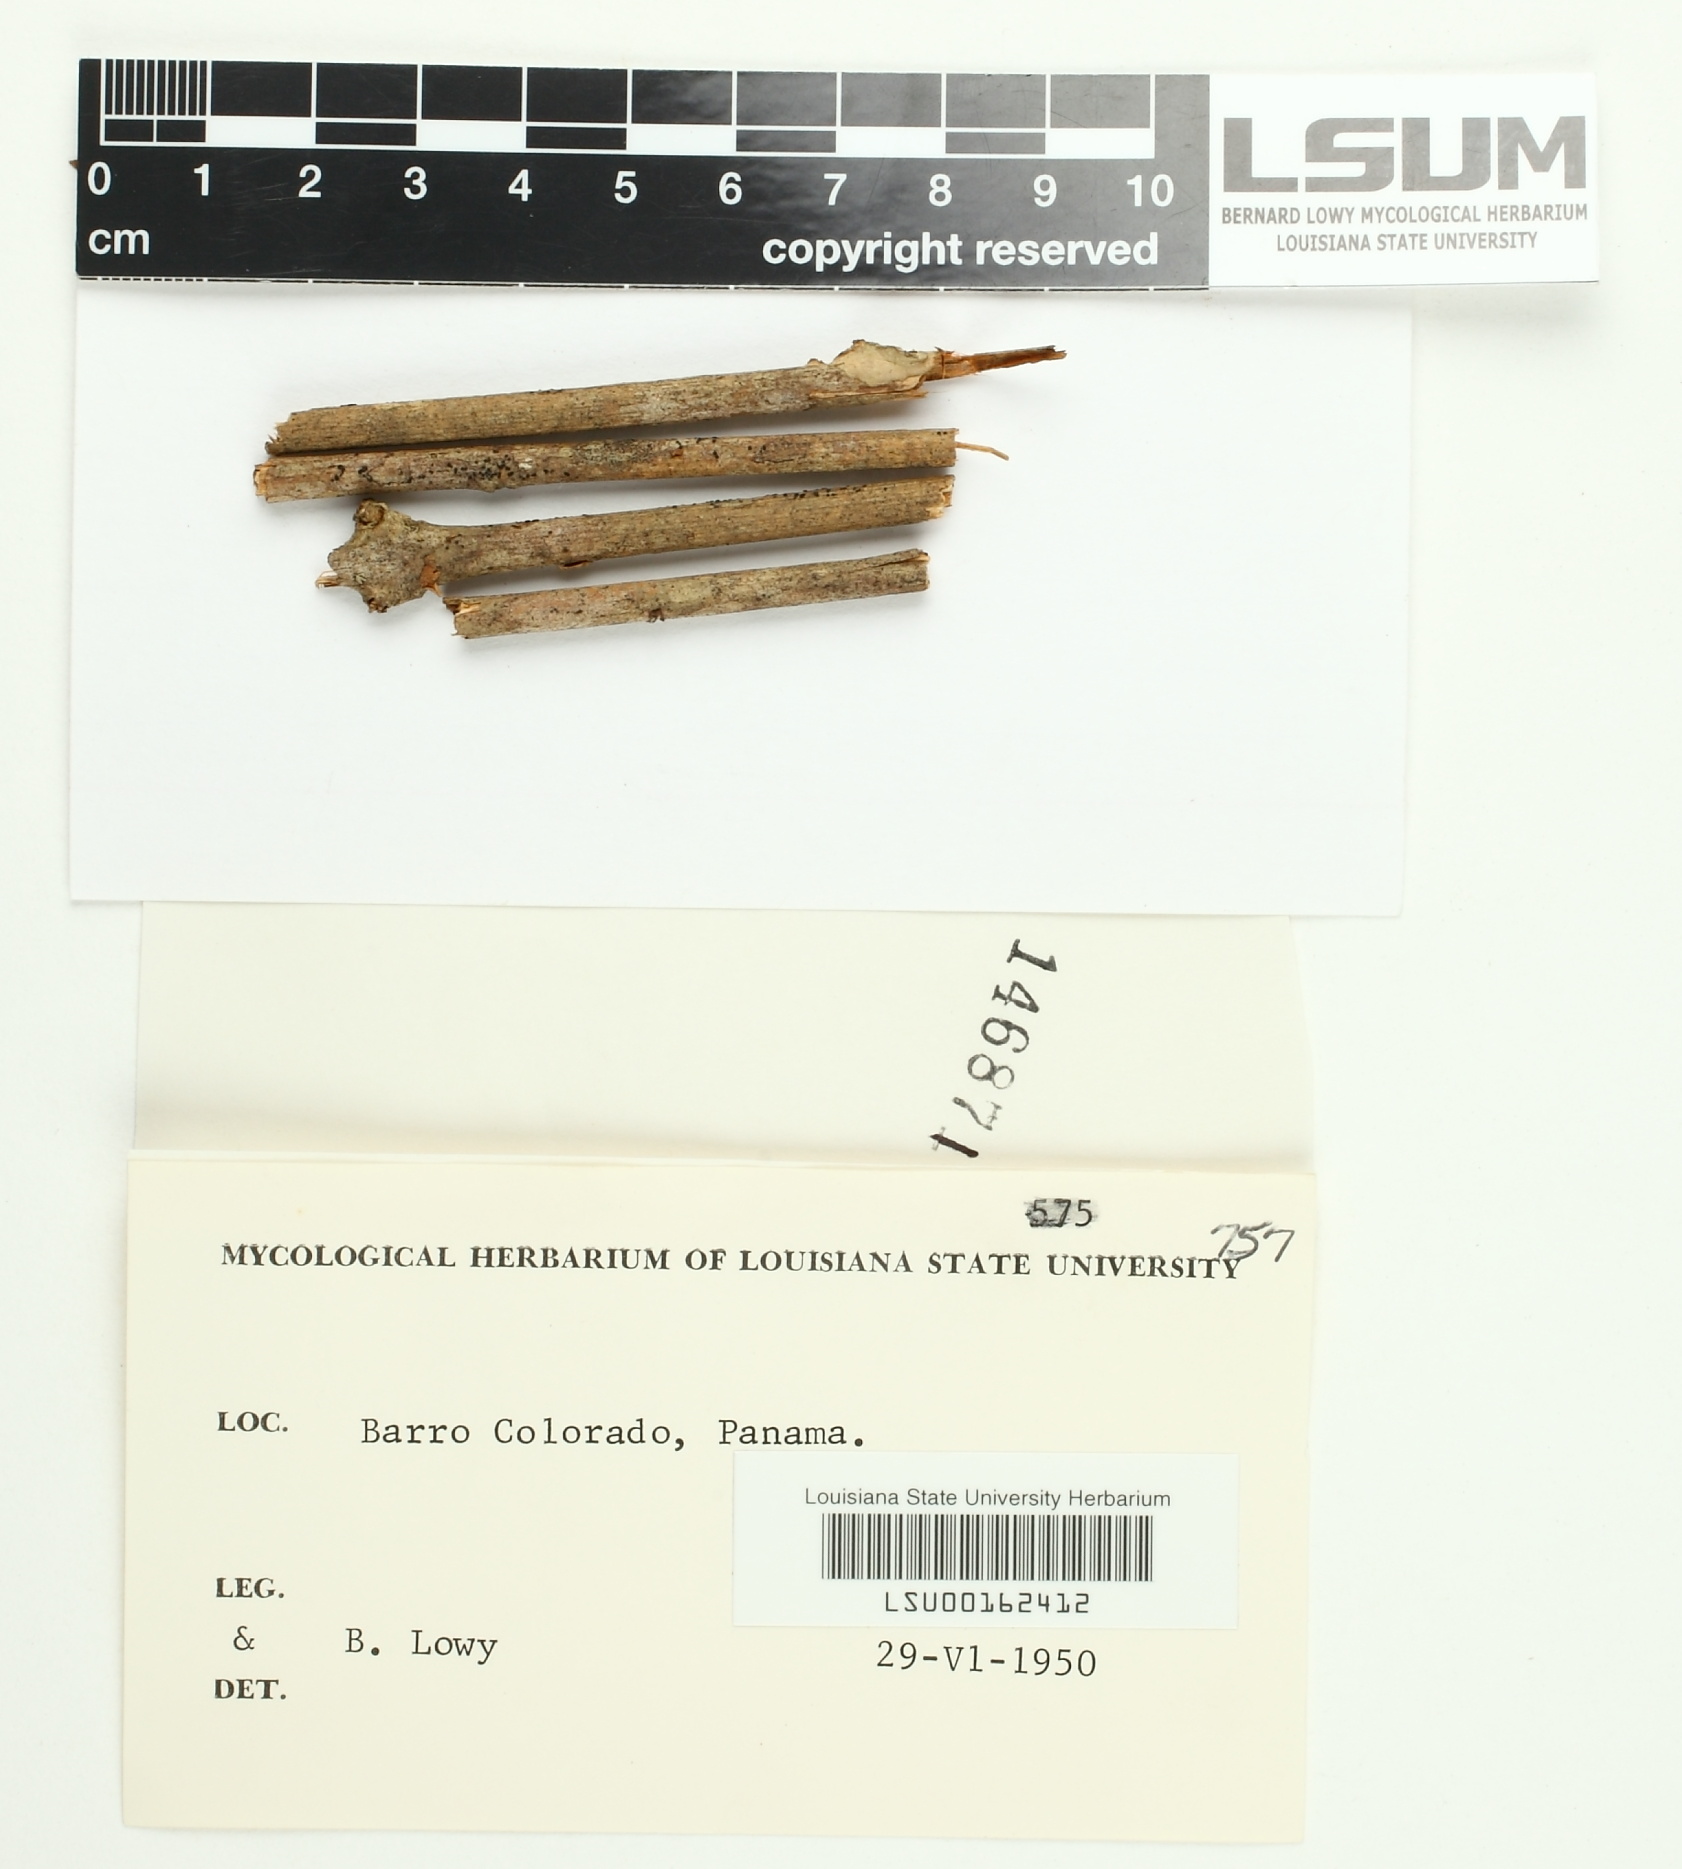 0 1 2 3 4 5 6 7 8 9 10
cm
copyright reserved
LSUM
BERNARD LOWY MYCOLOGICAL HERBARIUM
LOUISIANA STATE UNIVERSITY
146871
575
757
MYCOLOGICAL HERBARIUM OF LOUISIANA STATE UNIVERSITY
LOC. Barro Colorado, Panama.
Louisiana State University Herbarium
LSU00162412
LEG.
& B. Lowy
29-V1-1950
DET.